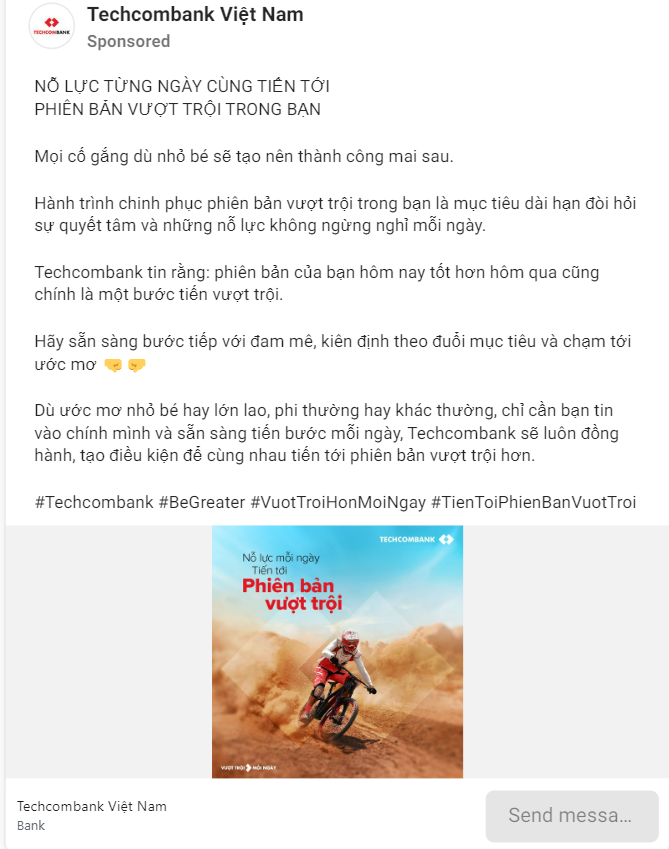 Techcombank Việt Nam
TECHCOMBANK
Sponsored
NỖ LỰC TỪNG NGÀY CÙNG TIẾN TỚI
PHIÊN BẢN VƯỢT TRỘI TRONG BẠN
Mọi cố gắng dù nhỏ bé sẽ tạo nên thành công mai sau.
Hành trình chinh phục phiên bản vượt trội trong bạn là mục tiêu dài hạn đòi hỏi
sự quyết tâm và những nỗ lực không ngừng nghỉ mỗi ngày.
Techcombank tin rằng: phiên bản của bạn hôm nay tốt hơn hôm qua cũng
chính là một bước tiến vượt trội.
Hãy sẵn sàng bước tiếp với đam mê, kiên định theo đuổi mục tiêu và chạm tới
ước mơ 🤜🤛
Dù ước mơ nhỏ bé hay lớn lao, phi thường hay khác thường, chỉ cần bạn tin
vào chính mình và sẵn sàng tiến bước mỗi ngày, Techcombank sẽ luôn đồng
hành, tạo điều kiện để cùng nhau tiến tới phiên bản vượt trội hơn.
#Techcombank #BeGreater #VuotTroiHonMoiNgay #TienToiPhienBanVuotTroi
TECHCOMBANK
Nỗ lực mỗi ngày
Tiến tới
Phiên bản
vượt trội
VƯỢT TRỘI MỖI NGÀY
Techcombank Việt Nam
Bank
Send messa...